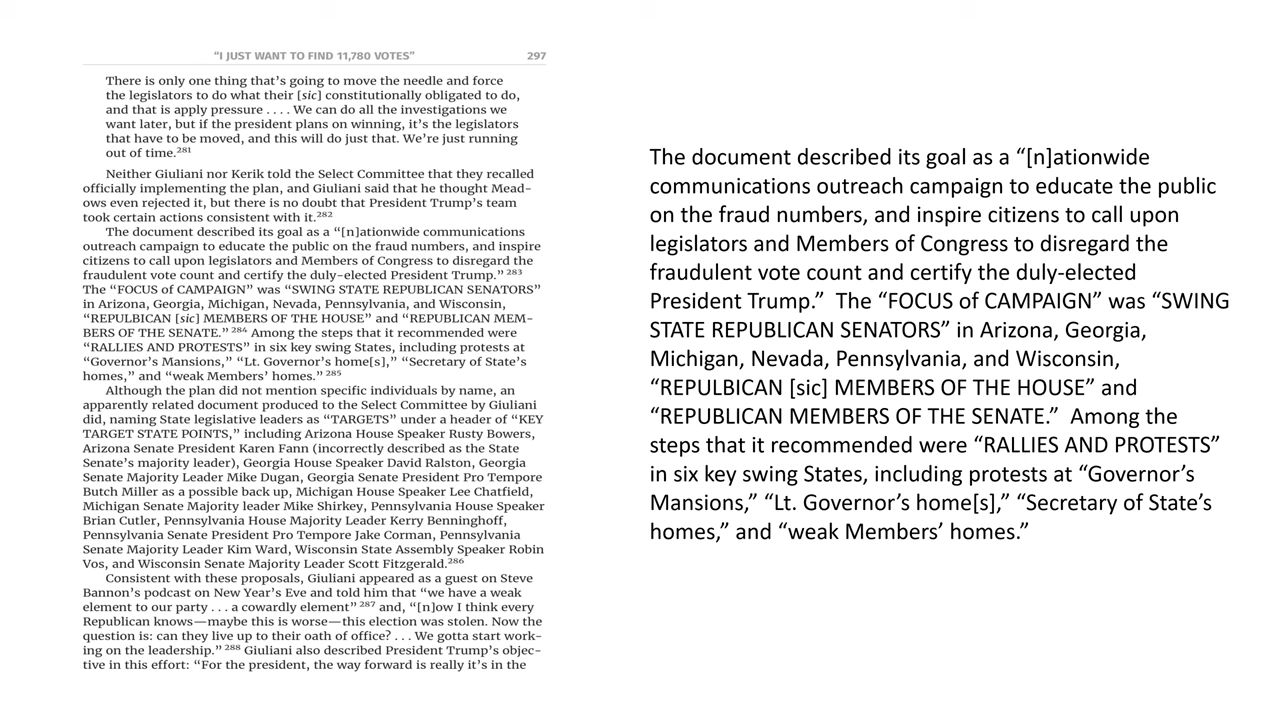 “I JUST WANT TO FIND 11,780 VOTES” 297
There is only one thing that’s going to move the needle and force
the legislators to do what their [sic] constitutionally obligated to do,
and that is apply pressure . . . . We can do all the investigations we
want later, but if the president plans on winning, it’s the legislators
that have to be moved, and this will do just that. We’re just running
out of time.281
Neither Giuliani nor Kerik told the Select Committee that they recalled
officially implementing the plan, and Giuliani said that he thought Mead-
ows even rejected it, but there is no doubt that President Trump’s team
took certain actions consistent with it.282
The document described its goal as a “[n]ationwide communications
outreach campaign to educate the public on the fraud numbers, and inspire
citizens to call upon legislators and Members of Congress to disregard the
fraudulent vote count and certify the duly-elected President Trump.” 283
The “FOCUS of CAMPAIGN” was “SWING STATE REPUBLICAN SENATORS”
in Arizona, Georgia, Michigan, Nevada, Pennsylvania, and Wisconsin,
“REPULBICAN [sic] MEMBERS OF THE HOUSE” and “REPUBLICAN MEM-
BERS OF THE SENATE.” 284 Among the steps that it recommended were
“RALLIES AND PROTESTS” in six key swing States, including protests at
“Governor’s Mansions,” “Lt. Governor’s home[s],” “Secretary of State’s
homes,” and “weak Members’ homes.” 285
Although the plan did not mention specific individuals by name, an
apparently related document produced to the Select Committee by Giuliani
did, naming State legislative leaders as “TARGETS” under a header of “KEY
TARGET STATE POINTS,” including Arizona House Speaker Rusty Bowers,
Arizona Senate President Karen Fann (incorrectly described as the State
Senate’s majority leader), Georgia House Speaker David Ralston, Georgia
Senate Majority Leader Mike Dugan, Georgia Senate President Pro Tempore
Butch Miller as a possible back up, Michigan House Speaker Lee Chatfield,
Michigan Senate Majority leader Mike Shirkey, Pennsylvania House Speaker
Brian Cutler, Pennsylvania House Majority Leader Kerry Benninghoff,
Pennsylvania Senate President Pro Tempore Jake Corman, Pennsylvania
Senate Majority Leader Kim Ward, Wisconsin State Assembly Speaker Robin
Vos, and Wisconsin Senate Majority Leader Scott Fitzgerald.286
Consistent with these proposals, Giuliani appeared as a guest on Steve
Bannon’s podcast on New Year’s Eve and told him that “we have a weak
element to our party . . . a cowardly element” 287 and, “[n]ow I think every
Republican knows—maybe this is worse—this election was stolen. Now the
question is: can they live up to their oath of office? . . . We gotta start work-
ing on the leadership.” 288 Giuliani also described President Trump’s objec-
tive in this effort: “For the president, the way forward is really it’s in the
The document described its goal as a “[n]ationwide
communications outreach campaign to educate the public
on the fraud numbers, and inspire citizens to call upon
legislators and Members of Congress to disregard the
fraudulent vote count and certify the duly-elected
President Trump.” The “FOCUS of CAMPAIGN” was “SWING
STATE REPUBLICAN SENATORS” in Arizona, Georgia,
Michigan, Nevada, Pennsylvania, and Wisconsin,
“REPULBICAN [sic] MEMBERS OF THE HOUSE” and
“REPUBLICAN MEMBERS OF THE SENATE.” Among the
steps that it recommended were “RALLIES AND PROTESTS”
in six key swing States, including protests at “Governor’s
Mansions,” “Lt. Governor’s home[s],” “Secretary of State’s
homes,” and “weak Members’ homes.”